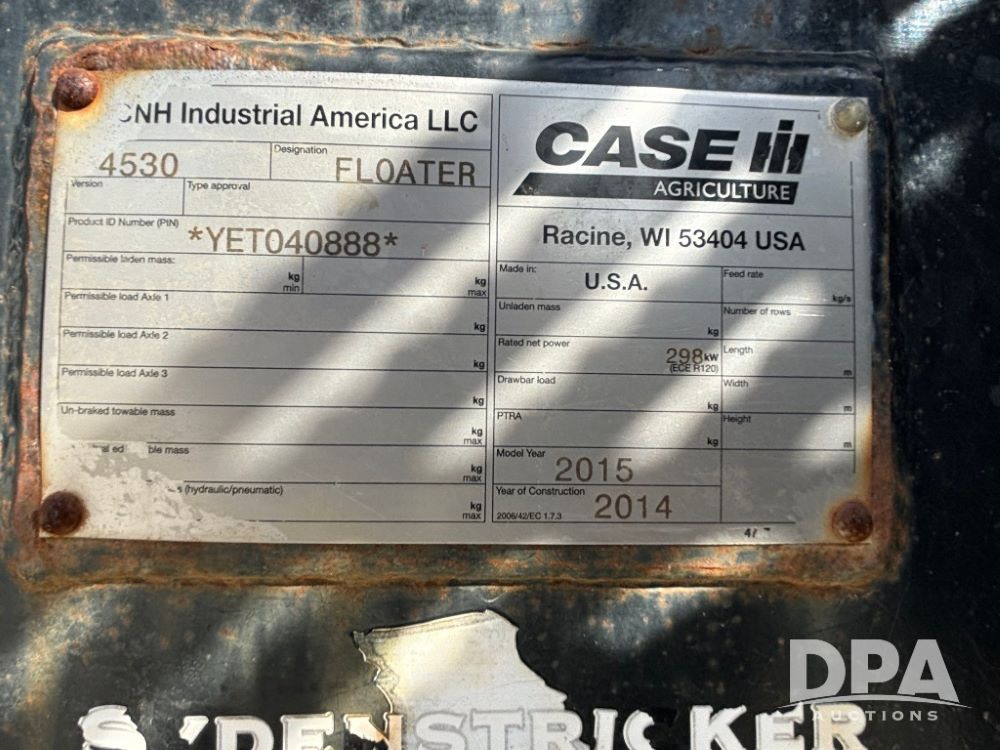 CNH Industrial America LLC
4530
Designation
FLOATER
Version
Type approval
Product ID Number (PIN)
*YET040888*
Permissible laden mass:
kg
min
kg
max
Permissible load Axle 1
kg
Permissible load Axle 2
kg
Permissible load Axle 3
kg
Un-braked towable mass
kg
max
ble mass
kg
max
(hydraulic/pneumatic)
kg
max
CASE IH
AGRICULTURE
Racine, WI 53404 USA
Made in:
U.S.A.
Feed rate
kg/s
Unladen mass
kg
Number of rows
Rated net power
298 kW
(ECE R120)
Length
m
Drawbar load
kg
Width
m
PTRA
kg
Height
m
Model Year
2015
Year of Construction
2014
2006/42/EC 1.7.3
DPA
AUCTIONS